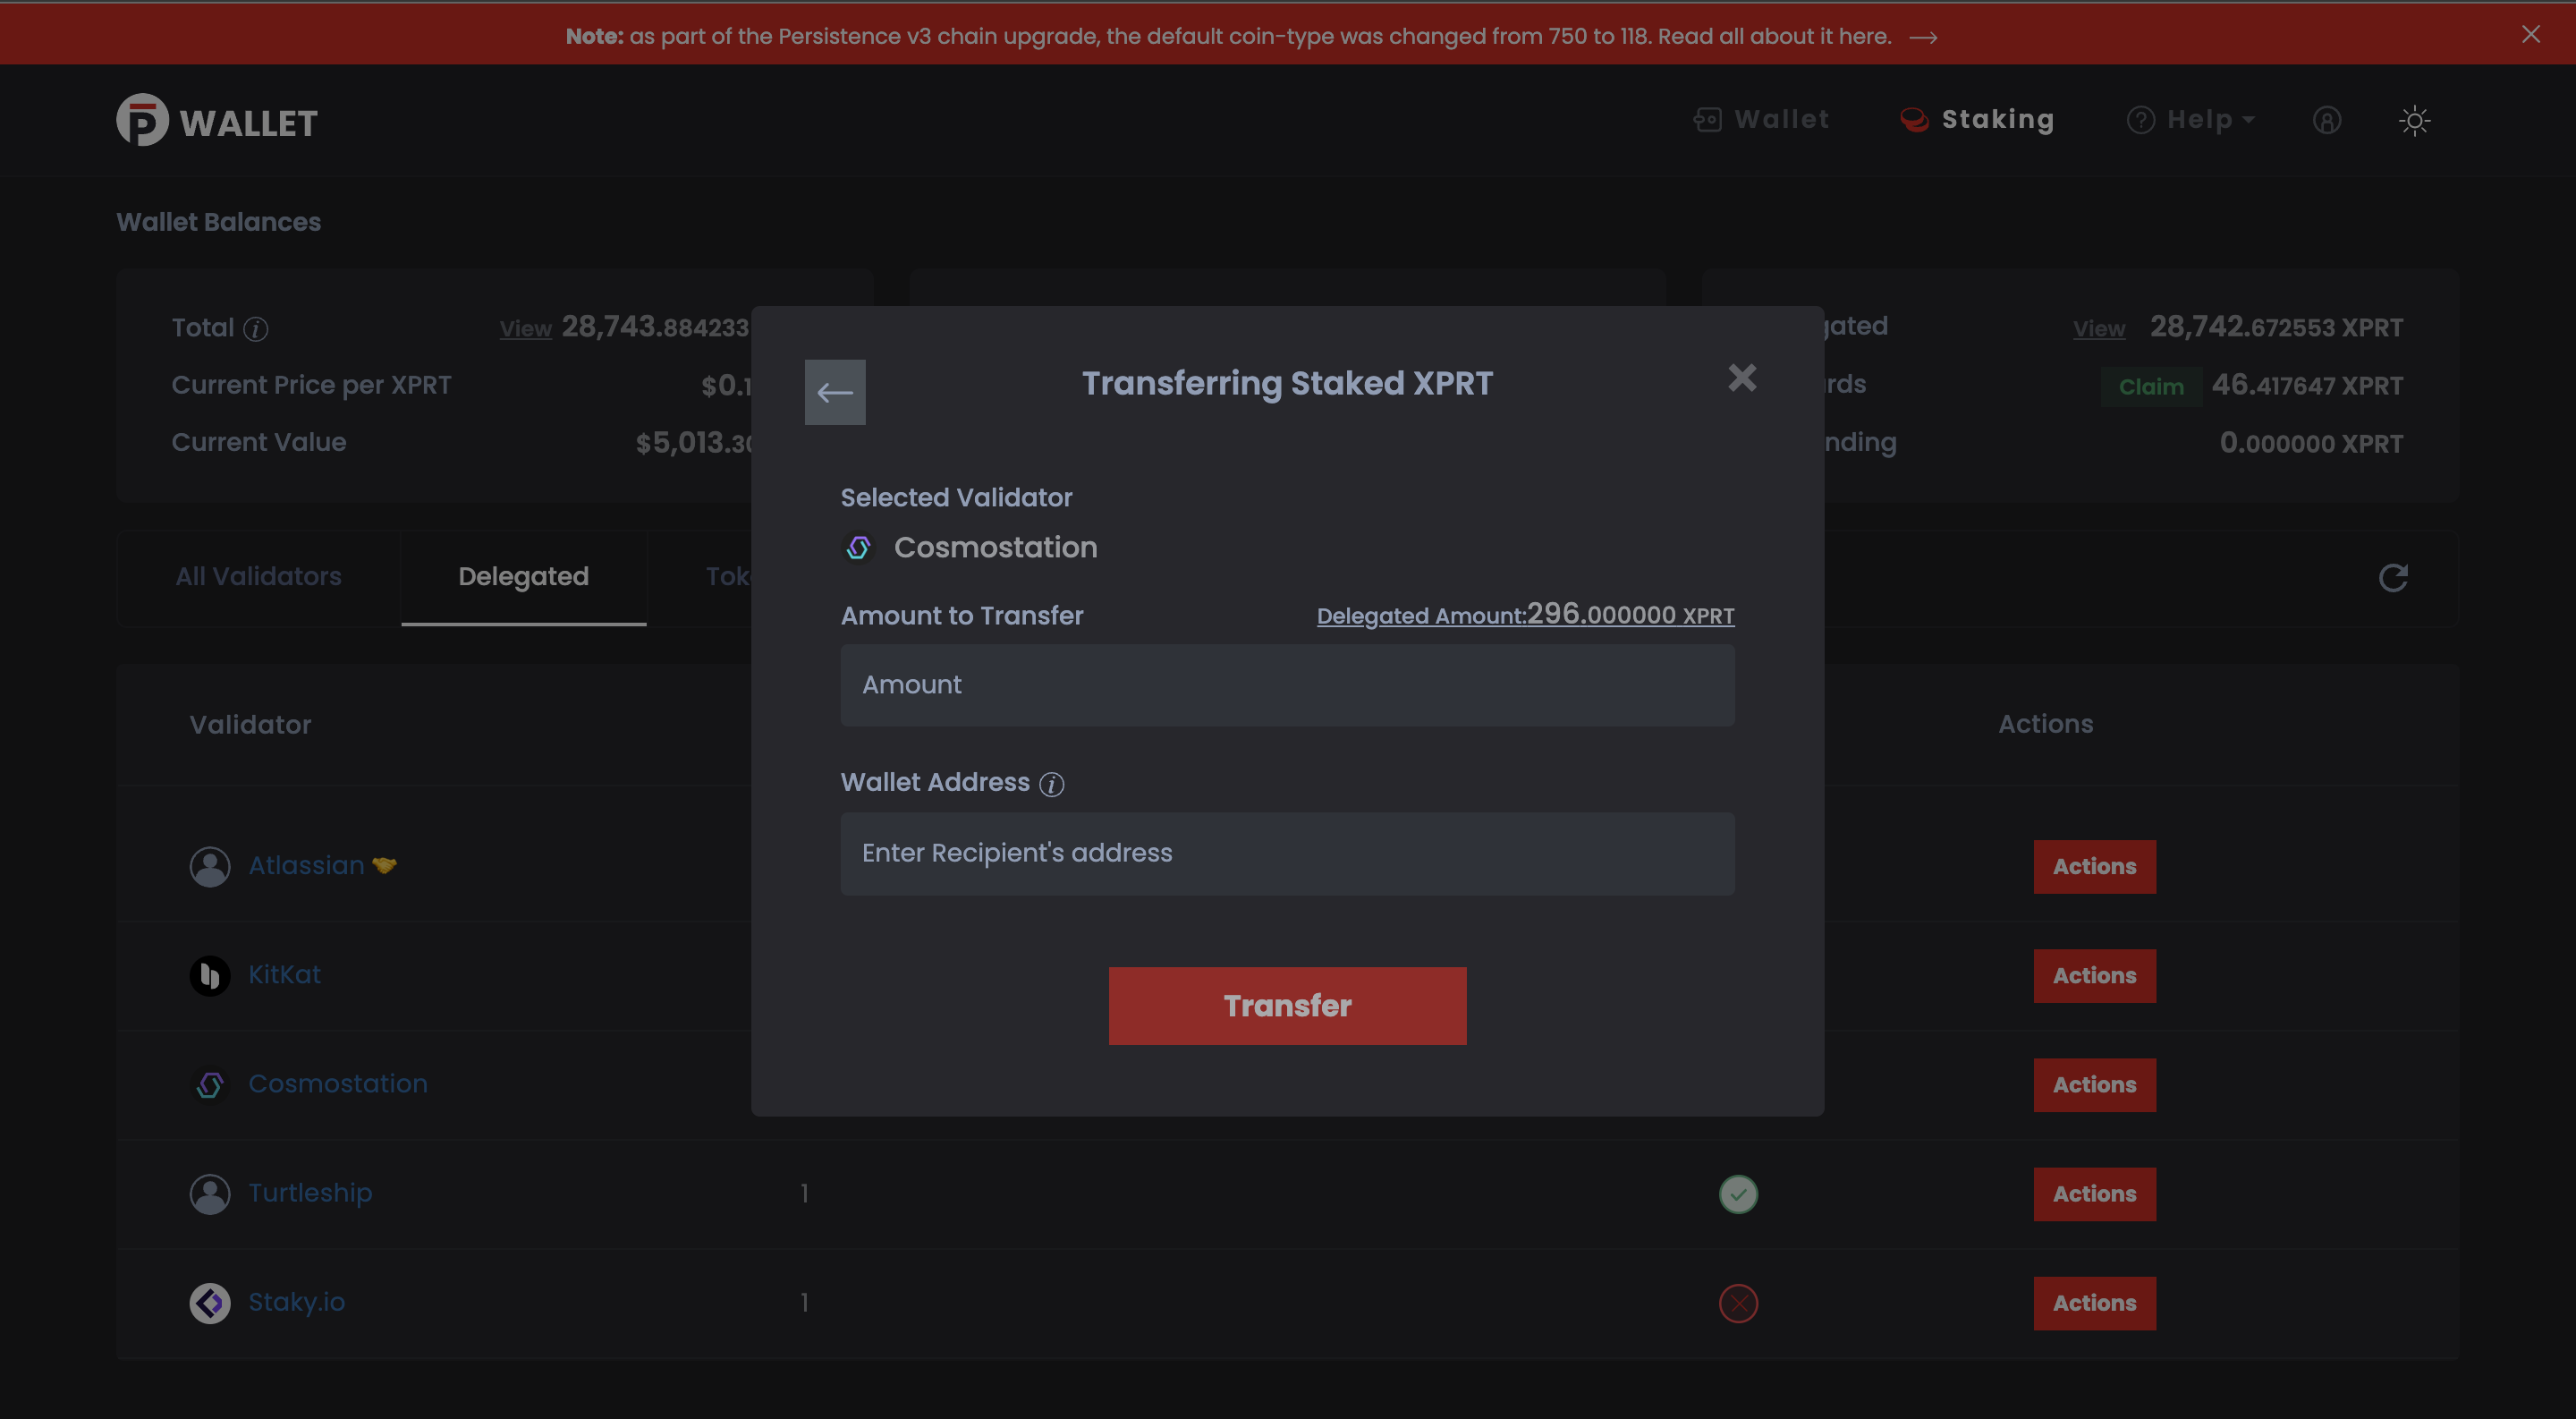 Note: as part of the Persistence v3 chain upgrade, the default coin-type was changed from 750 to 118. Read all about it here. →
WALLET
Wallet
Staking
Help
Wallet Balances
Total View 28,743.884233
Current Price per XPRT $0.1
Current Value $5,013.30
gated View 28,742.672553 XPRT
rds Claim 46.417647 XPRT
nding 0.000000 XPRT
Transferring Staked XPRT
Selected Validator
Cosmostation
Amount to Transfer Delegated Amount:296.000000 XPRT
Amount
Wallet Address
Enter Recipient's address
Transfer
All Validators Delegated Tok
Validator Actions
Atlassian Actions
KitKat Actions
Cosmostation Actions
Turtleship 1 Actions
Staky.io 1 Actions